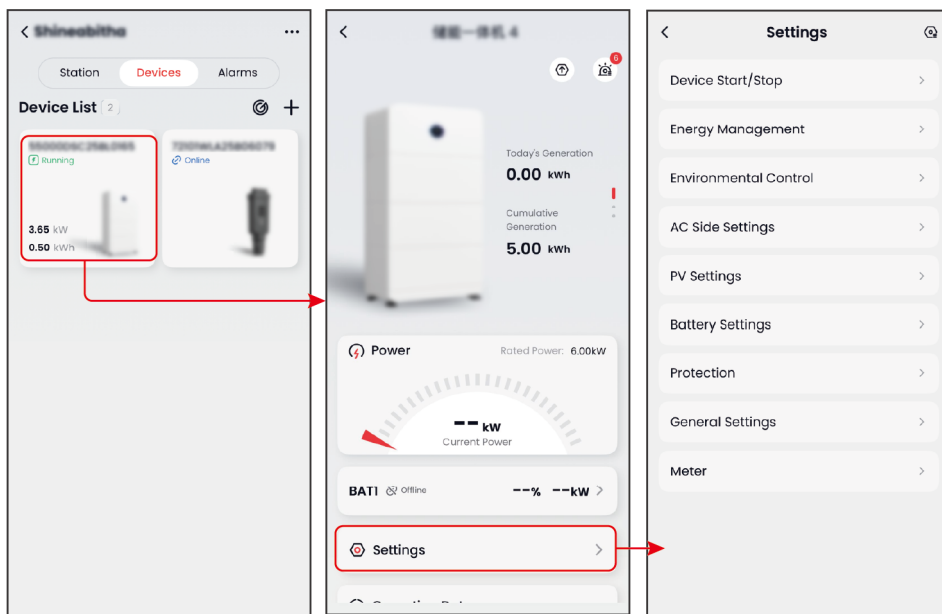 Station
Devices
Alarms
Device List 2
Running
Online
3.65 kW
0.50 kWh
6
Today's Generation
0.00 kWh
Cumulative
Generation
5.00 kWh
Power
Rated Power: 6.00kW
-- kW
Current Power
BAT1 Offline --% --kW
Settings
Settings
Device Start/Stop
Energy Management
Environmental Control
AC Side Settings
PV Settings
Battery Settings
Protection
General Settings
Meter